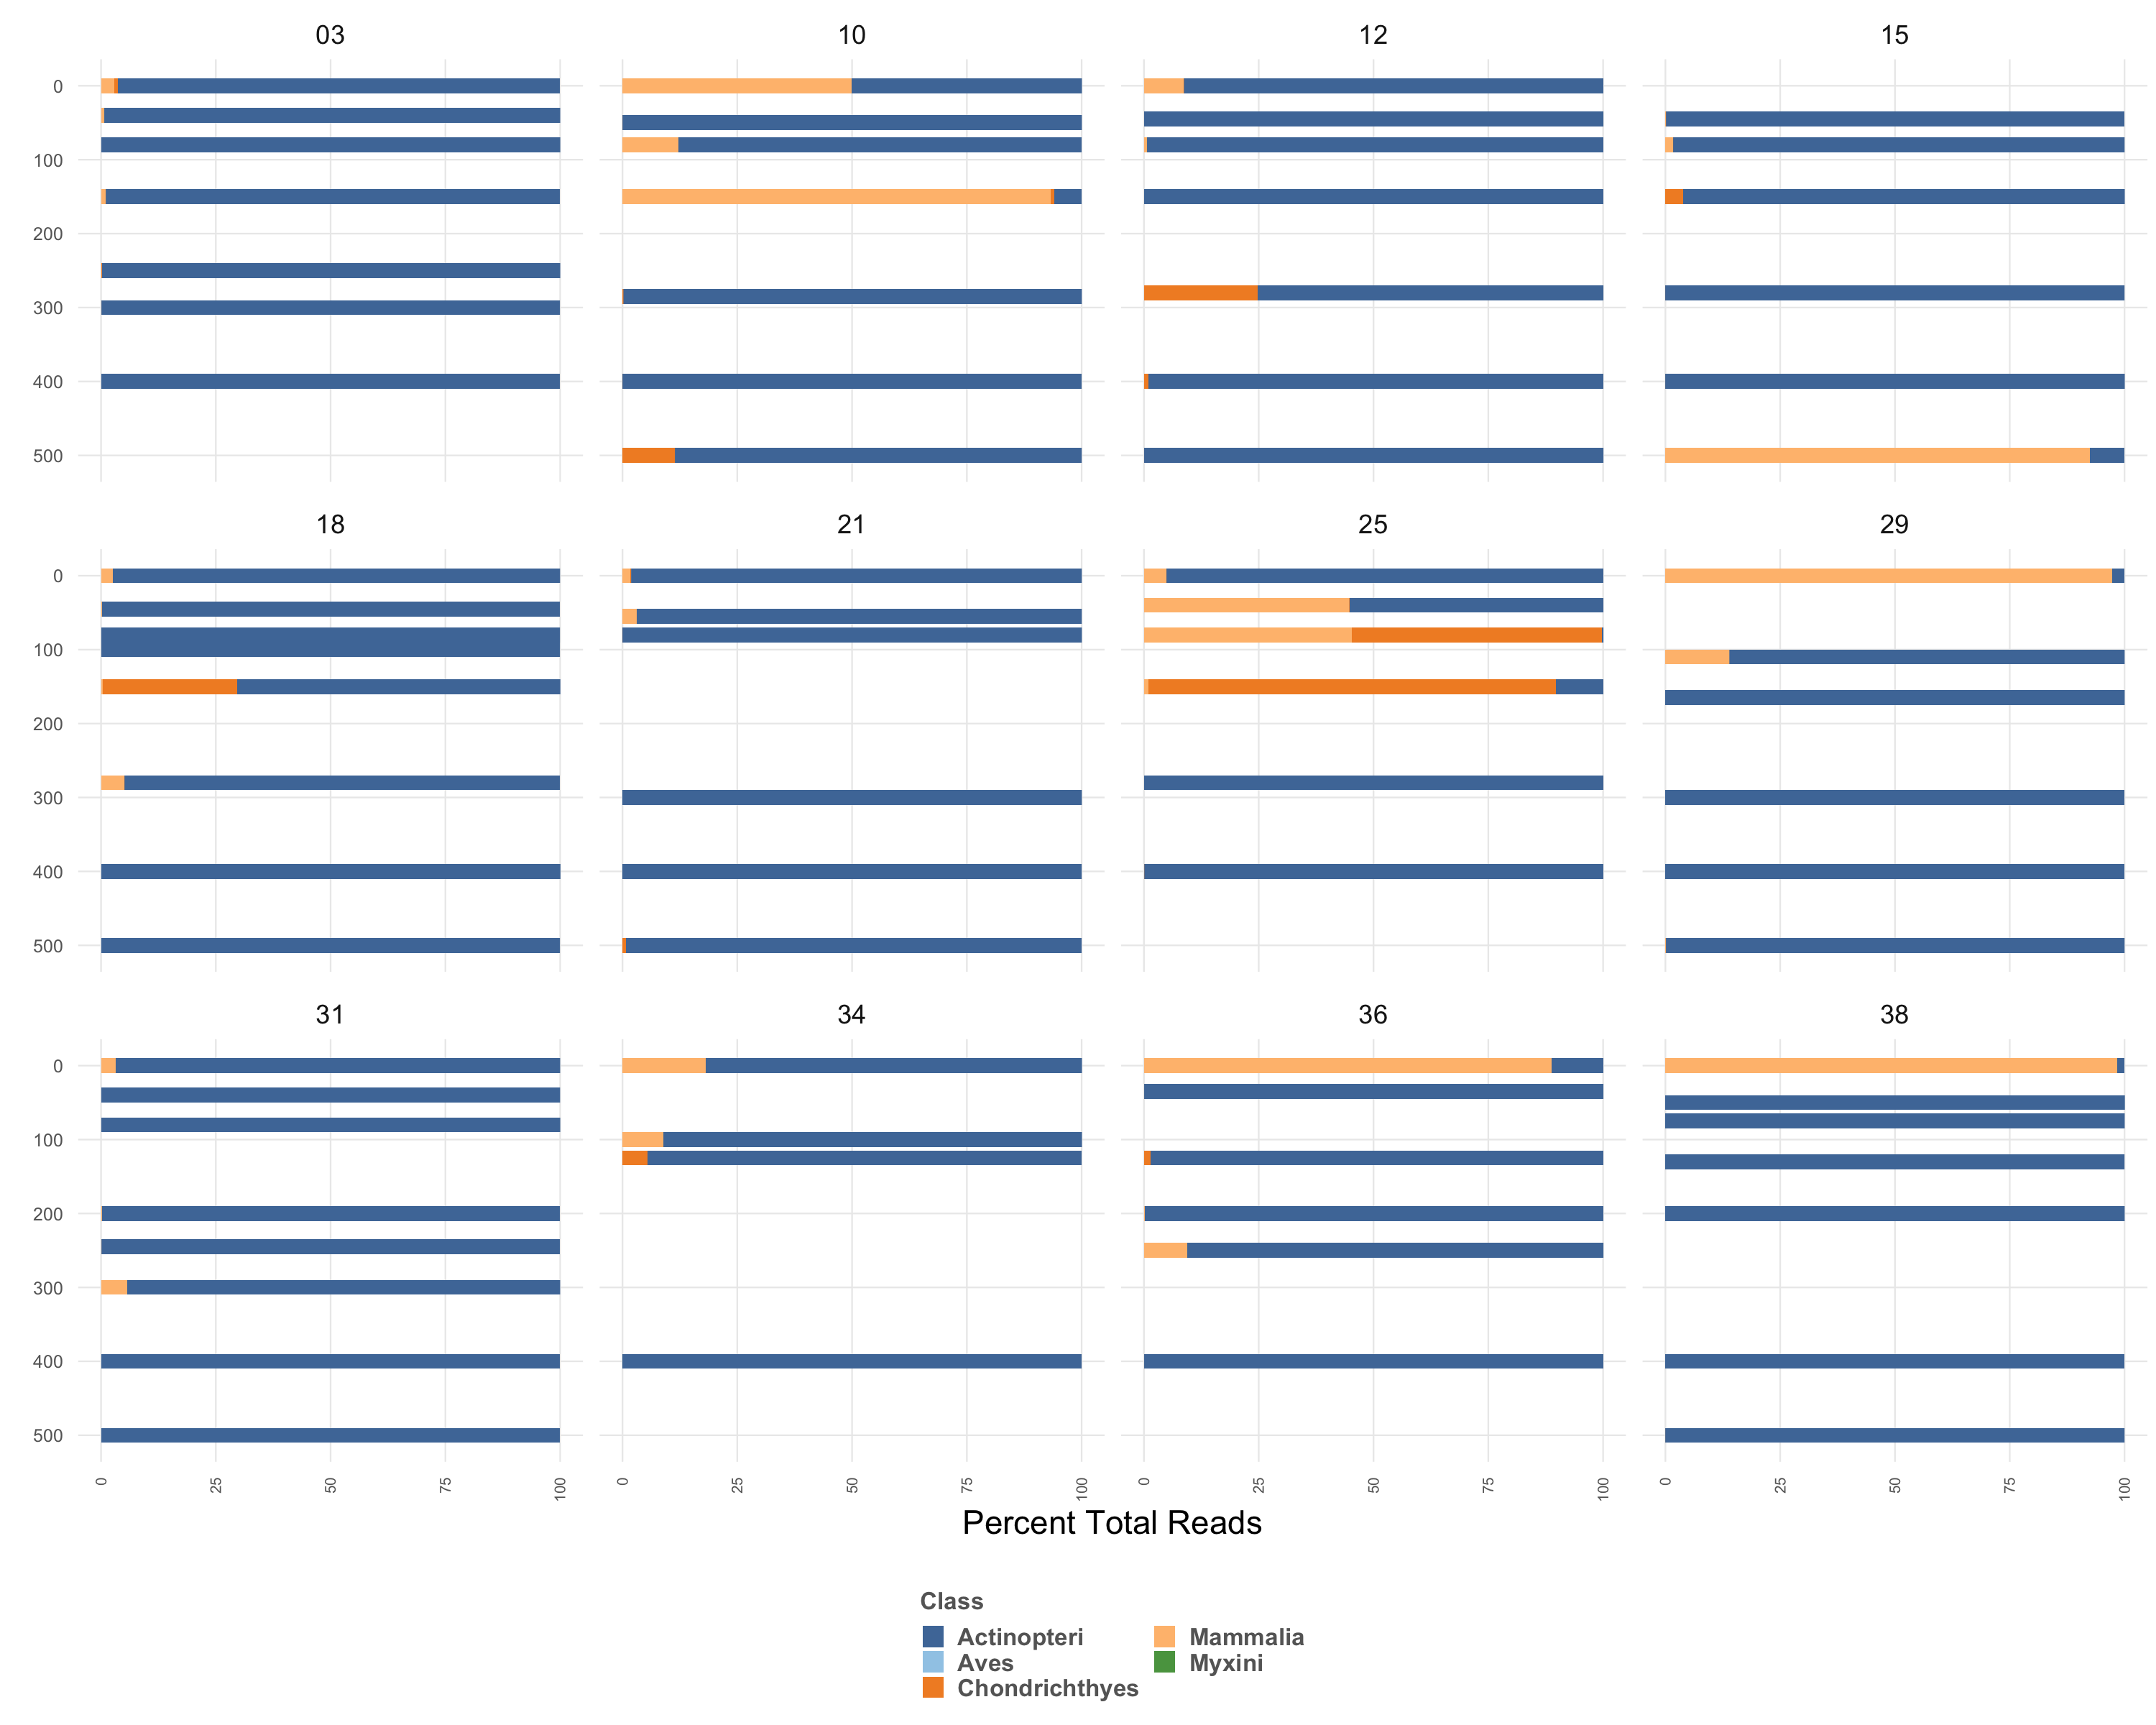 03 10 12 15
0
100
200
300
400
500
18 21 25 29
0
100
200
300
400
500
31 34 36 38
0
100
200
300
400
500
0 25 50 75 100 0 25 50 75 100 0 25 50 75 100 0 25 50 75 100
Percent Total Reads
Class
Actinopteri Mammalia
Aves Myxini
Chondrichthyes